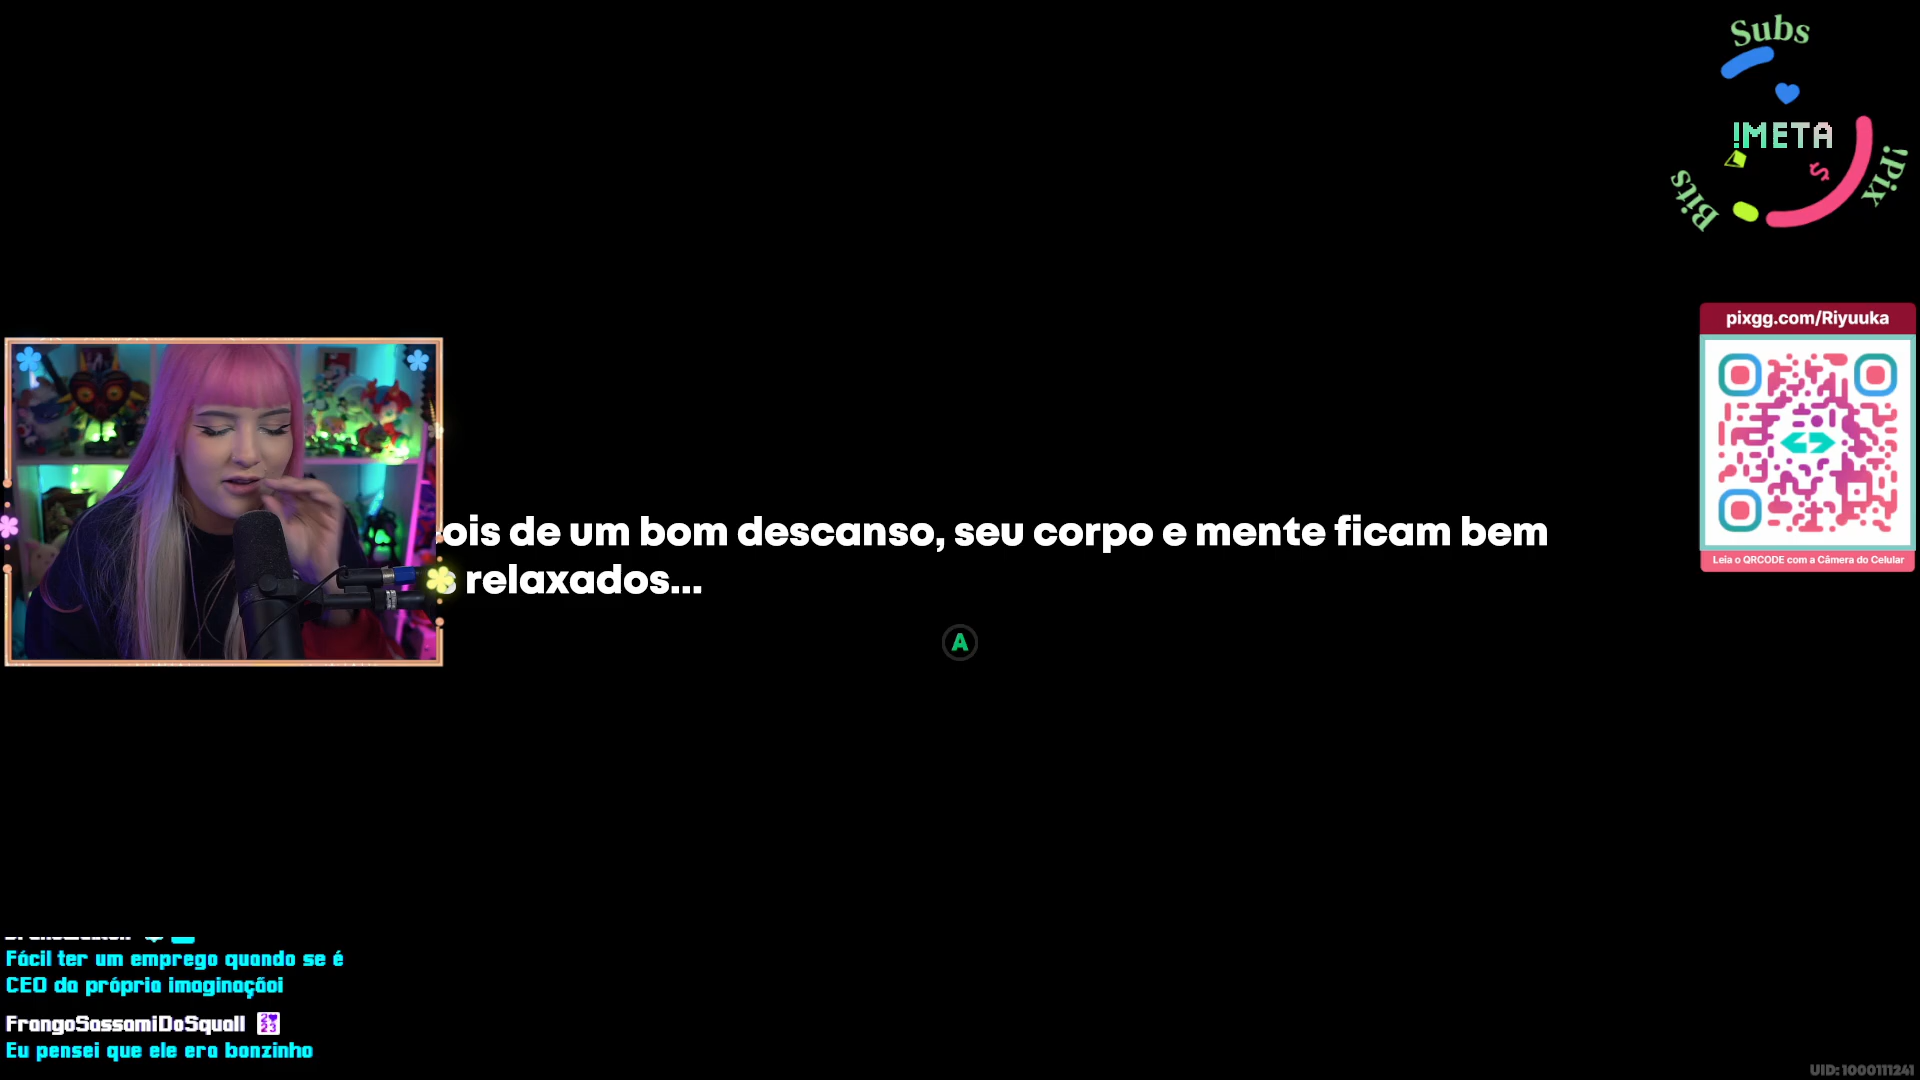 Subs
!META
!Pix
Bits
pixgg.com/Riyuuka
ois de um bom descanso, seu corpo e mente ficam bem
s relaxados...
Leia o QRCODE com a Câmera do Celular
A
Fácil ter um emprego quando se é
CEO da própria imaginaçãoi
FrangoSassamiDoSquall
Eu pensei que ele era bonzinho
UID: 1000111241